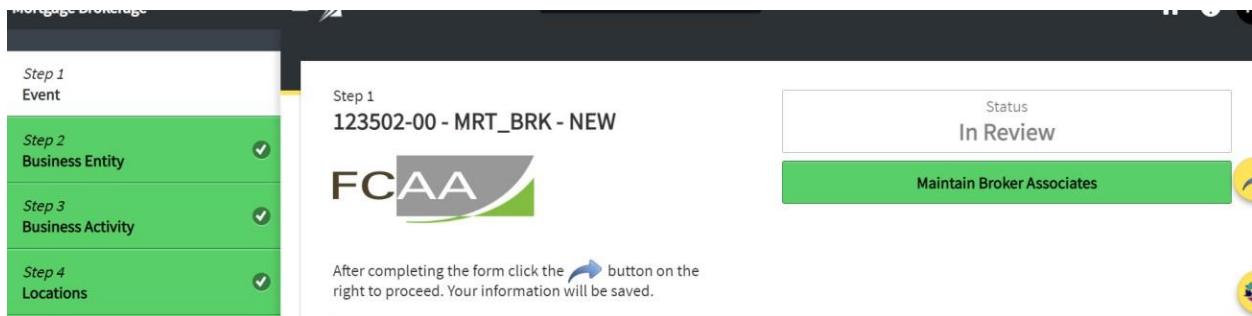 Mortgage Brokerage
Step 1
Event
Step 2
Business Entity
Step 3
Business Activity
Step 4
Locations
Step 1
123502-00 - MRT_BRK - NEW
FCAA
After completing the form click the button on the
right to proceed. Your information will be saved.
Status
In Review
Maintain Broker Associates